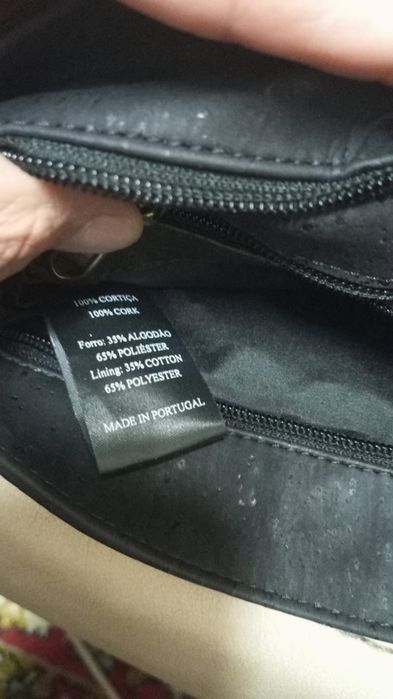 100% CORTIÇA
100% CORK
Forro: 35% ALGODÃO
65% POLIÉSTER
Lining: 35% COTTON
65% POLYESTER
MADE IN PORTUGAL